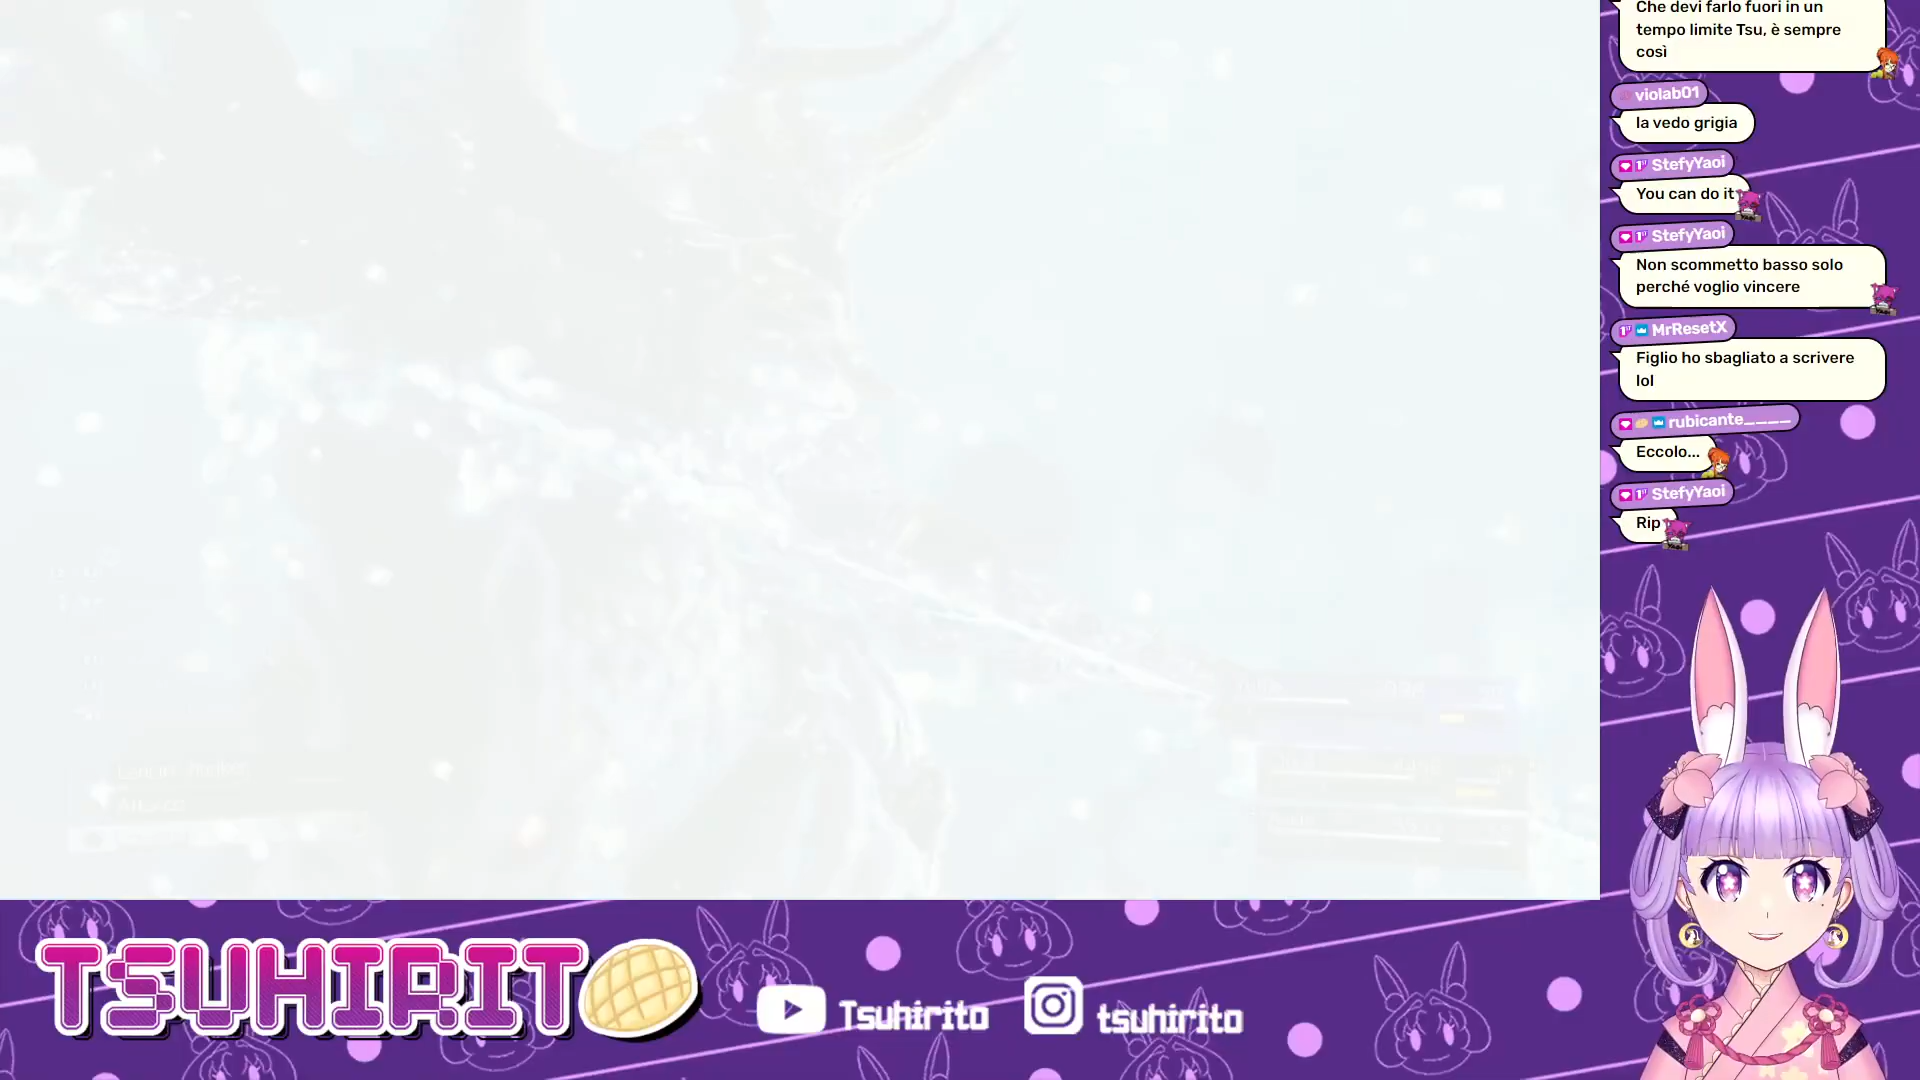 Che devi farlo fuori in un
tempo limite Tsu, è sempre
così
violab01
la vedo grigia
StefyYaoi
You can do it
StefyYaoi
Non scommetto basso solo
perché voglio vincere
MrResetX
Figlio ho sbagliato a scrivere
lol
rubicante____
Eccolo...
StefyYaoi
Rip
TSUHIRIT
Tsuhirito
tsuhirito